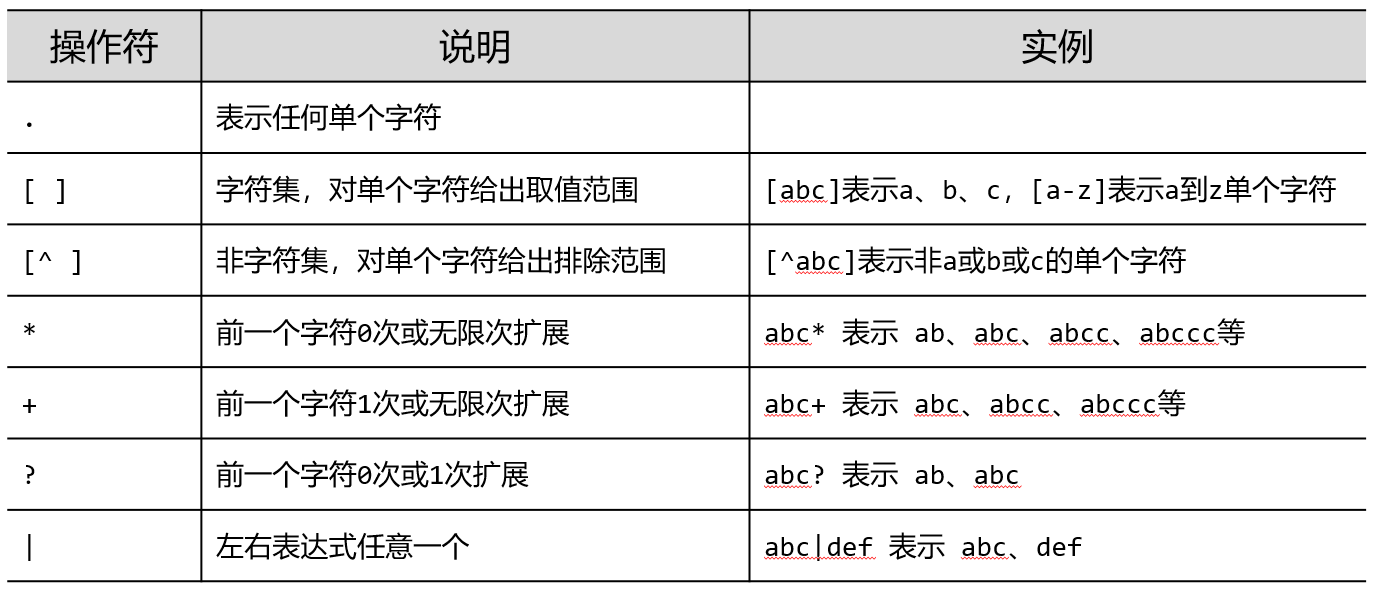 操作符 说明 实例
. 表示任何单个字符
[ ] 字符集，对单个字符给出取值范围 [abc]表示a、b、c，[a-z]表示a到z单个字符
[^ ] 非字符集，对单个字符给出排除范围 [^abc]表示非a或b或c的单个字符
* 前一个字符0次或无限次扩展 abc* 表示 ab、abc、abcc、abccc等
+ 前一个字符1次或无限次扩展 abc+ 表示 abc、abcc、abccc等
? 前一个字符0次或1次扩展 abc? 表示 ab、abc
| 左右表达式任意一个 abc|def 表示 abc、def